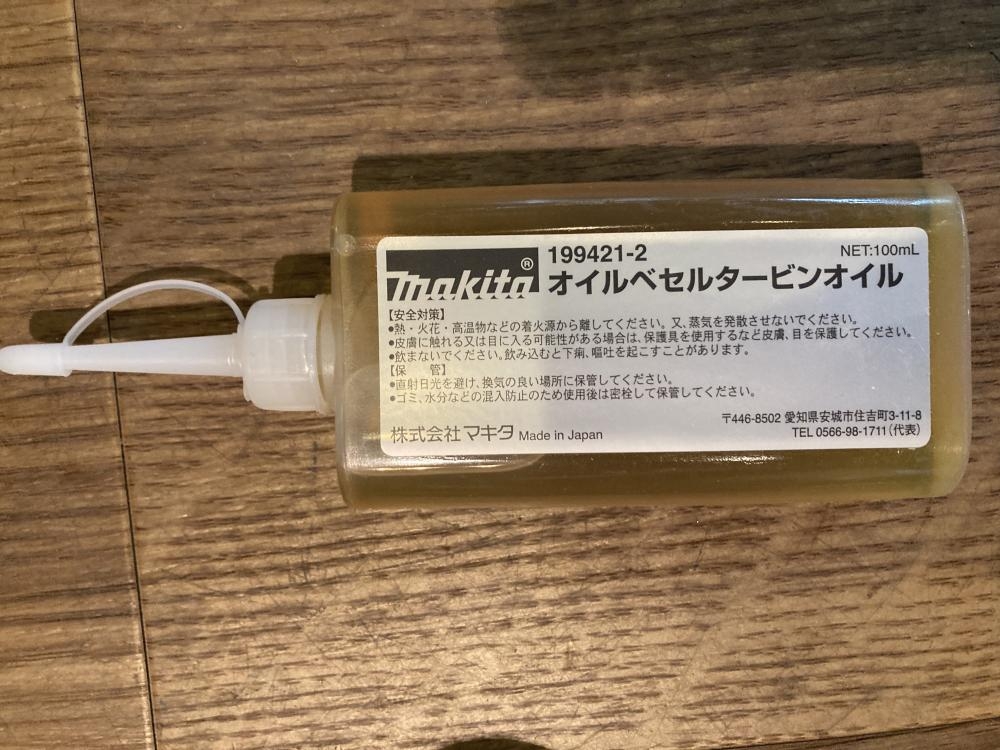 makita®
199421-2
NET:100mL
オイルベセルタービンオイル
【安全対策】
●熱・火花・高温物などの着火源から離してください。又、蒸気を発散させないでください。
●皮膚に触れる又は目に入る可能性がある場合は、保護具を使用するなど皮膚、目を保護してください。
●飲まないでください。飲み込むと下痢、嘔吐を起こすことがあります。
【保　管】
●直射日光を避け、換気の良い場所に保管してください。
●ゴミ、水分などの混入防止のため使用後は密栓して保管してください。
〒446-8502 愛知県安城市住吉町3-11-8
株式会社マキタ Made in Japan
TEL 0566-98-1711(代表)